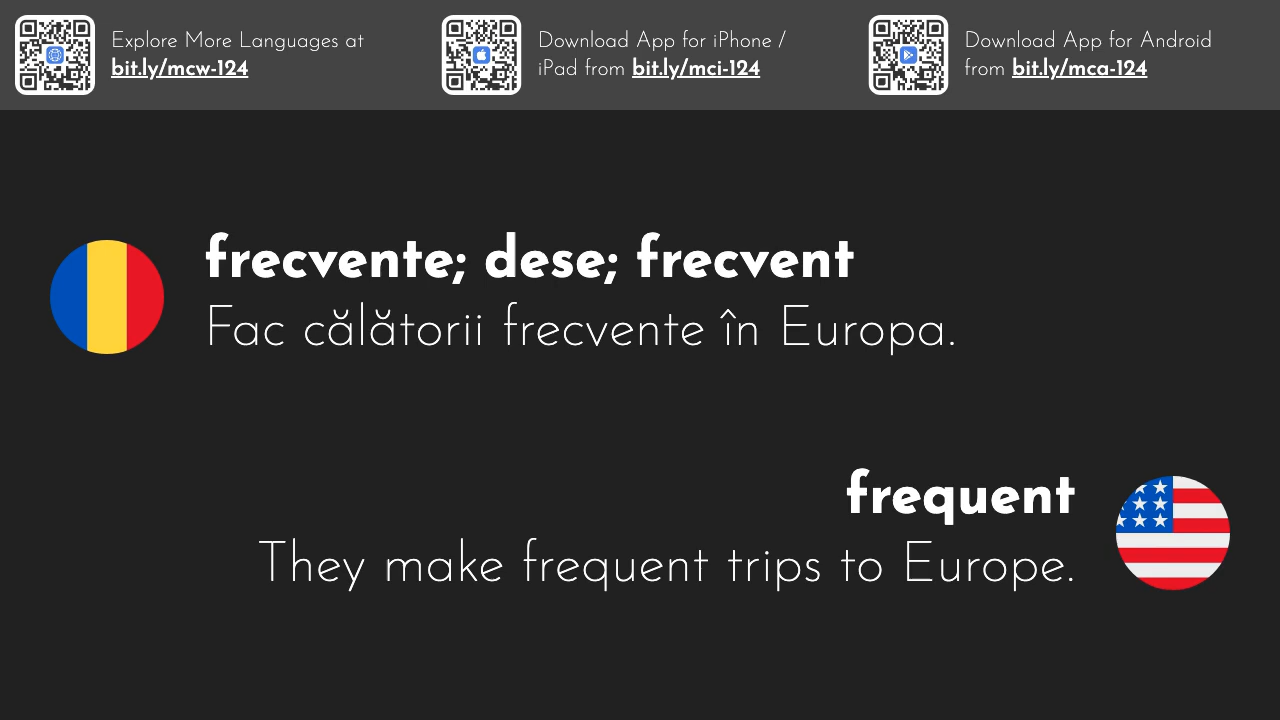 Explore More Languages at
bit.ly/mcw-124
Download App for iPhone /
iPad from bit.ly/mci-124
Download App for Android
from bit.ly/mca-124
frecvente; dese; frecvent
Fac călătorii frecvente în Europa.
frequent
They make frequent trips to Europe.